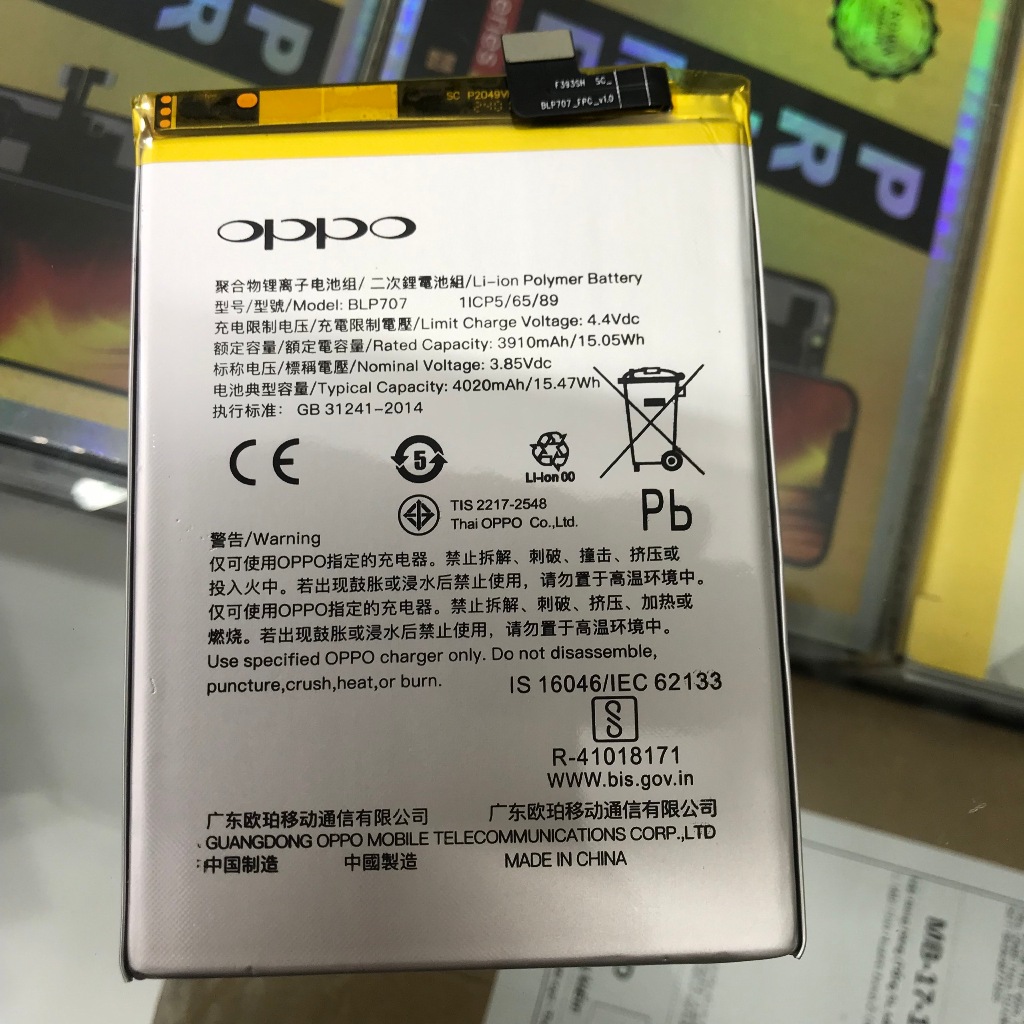 F393SH SC_
SC P2049V
BLP707_FPC_v1.0
oppo
聚合物锂离子电池组/ 二次鋰電池組/Li-ion Polymer Battery
型号/型號/Model: BLP707 1ICP5/65/89
充电限制电压/充電限制電壓/Limit Charge Voltage: 4.4Vdc
额定容量/額定電容量/Rated Capacity: 3910mAh/15.05Wh
标称电压/標稱電壓/Nominal Voltage: 3.85Vdc
电池典型容量/Typical Capacity: 4020mAh/15.47Wh
执行标准: GB 31241-2014
CE
5
Li-ion 00
Pb
TIS 2217-2548
Thai OPPO Co.,Ltd.
警告/Warning
仅可使用OPPO指定的充电器。禁止拆解、刺破、撞击、挤压或
投入火中。若出现鼓胀或浸水后禁止使用，请勿置于高温环境中。
仅可使用OPPO指定的充电器。禁止拆解、刺破、挤压、加热或
燃烧。若出现鼓胀或浸水后禁止使用，请勿置于高温环境中。
Use specified OPPO charger only. Do not disassemble,
puncture,crush,heat,or burn.
IS 16046/IEC 62133
R-41018171
WWW.bis.gov.in
广东欧珀移动通信有限公司 广东欧珀移动通信有限公司
GUANGDONG OPPO MOBILE TELECOMMUNICATIONS CORP.,LTD
中国制造 中國製造 MADE IN CHINA
MB-17-